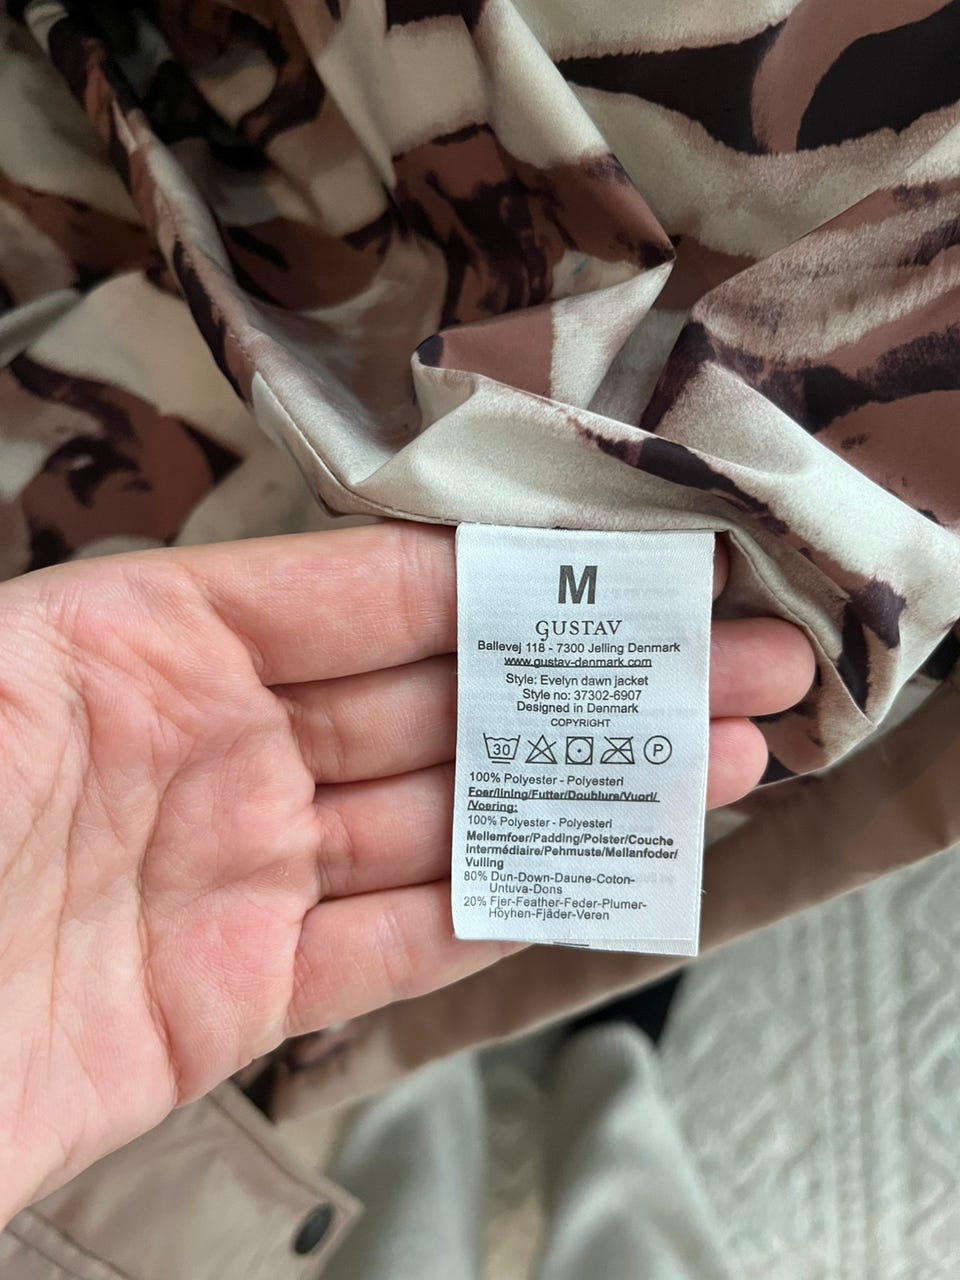 M
GUSTAV
Ballevej 118 - 7300 Jelling Denmark
www.gustav-denmark.com
Style: Evelyn dawn jacket
Style no: 37302-6907
Designed in Denmark
COPYRIGHT
30 P
100% Polyester - Polyesteri
Foer/lining/Futter/Doublure/Vuori/
/Voering:
100% Polyester - Polyesteri
Mellemfoer/Padding/Polster/Couche
intermédiaire/Pehmuste/Mellanfoder/
Vulling
80% Dun-Down-Daune-Coton-
Untuva-Dons
20% Fjer-Feather-Feder-Plumer-
Höyhen-Fjäder-Veren